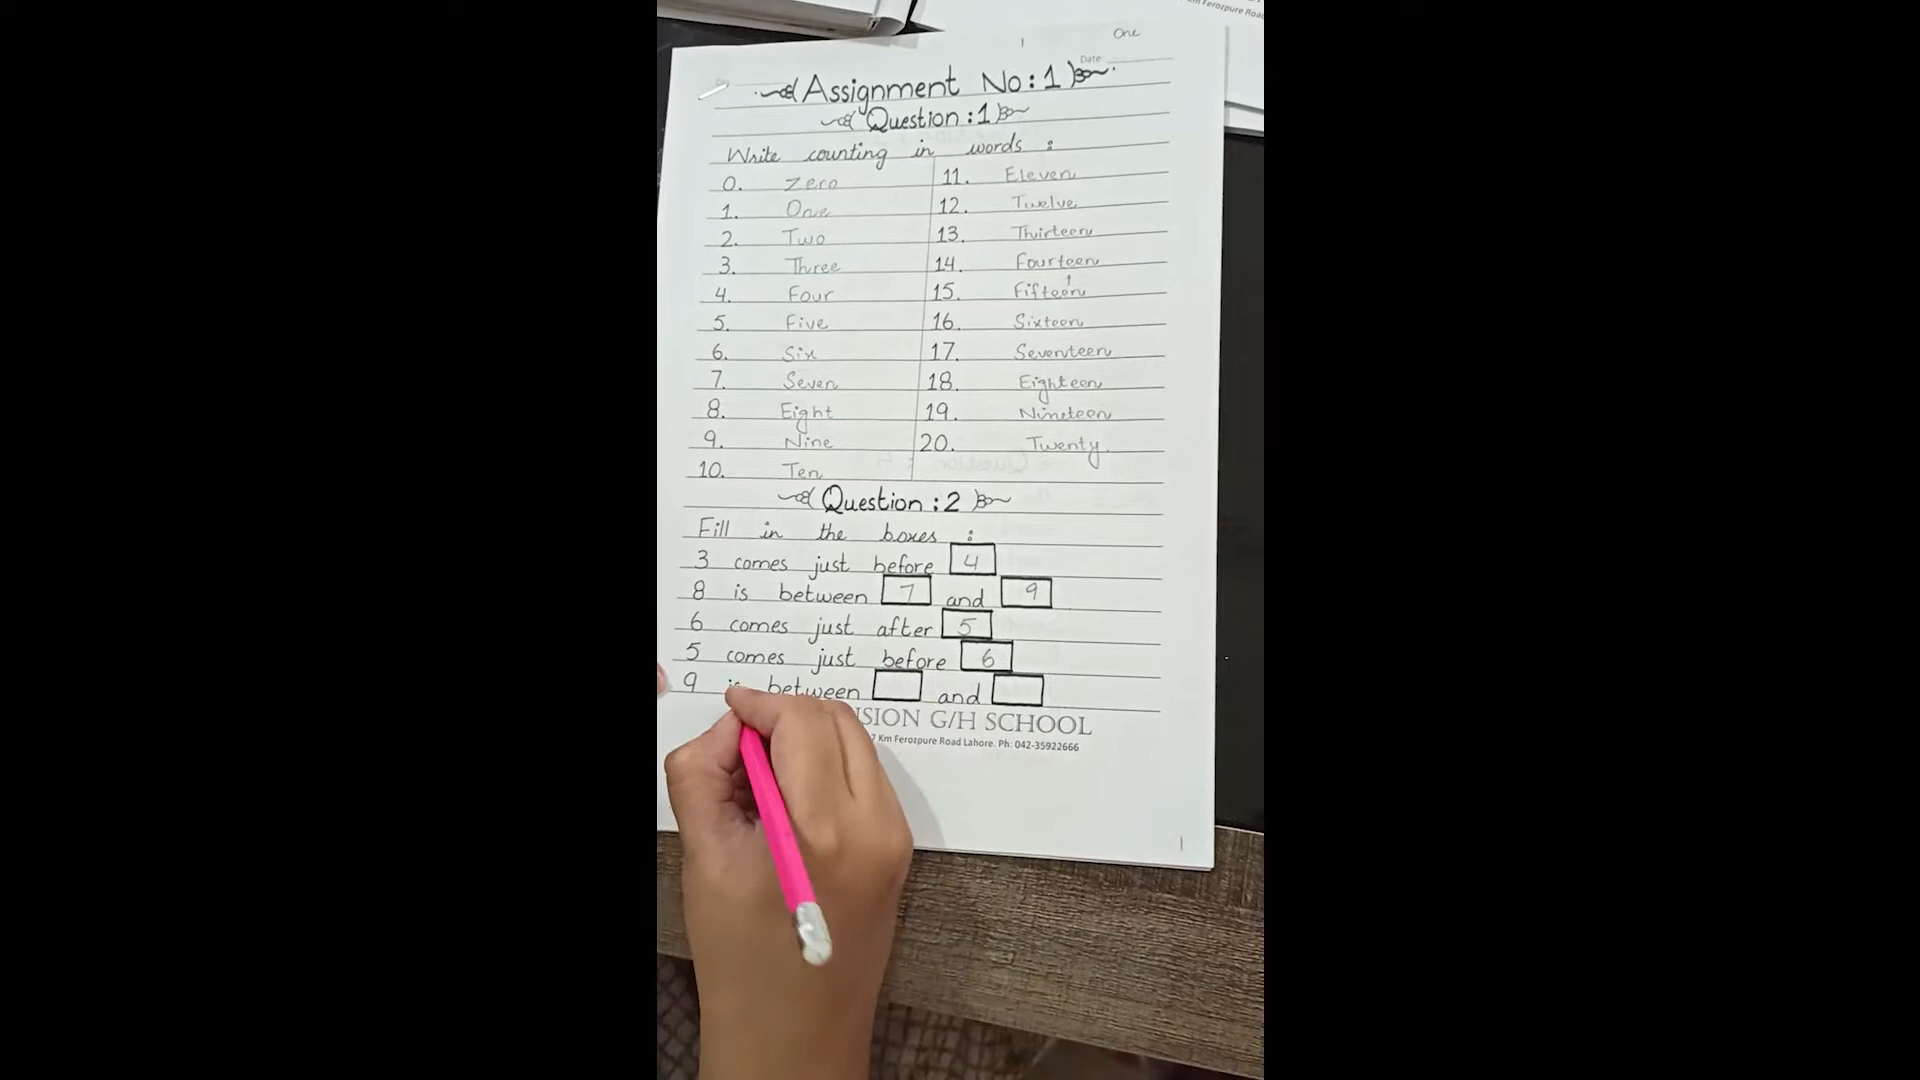 Km Ferozpure Road
One
Date:
Assignment No:1
Question:1
Write counting in words :
0. Zero
1. One
2. Two
3. Three
4. Four
5. Five
6. Six
7. Seven
8. Eight
9. Nine
10. Ten
11. Eleven
12. Twelve
13. Thirteen
14. Fourteen
15. Fifteen
16. Sixteen
17. Seventeen
18. Eighteen
19. Nineteen
20. Twenty.
Question:2
Fill in the boxes :
3 comes just before 4
8 is between 7 and 9
6 comes just after 5
5 comes just before 6
9 is between and
G/H SCHOOL
7 Km Ferozpure Road Lahore. Ph: 042-35922666